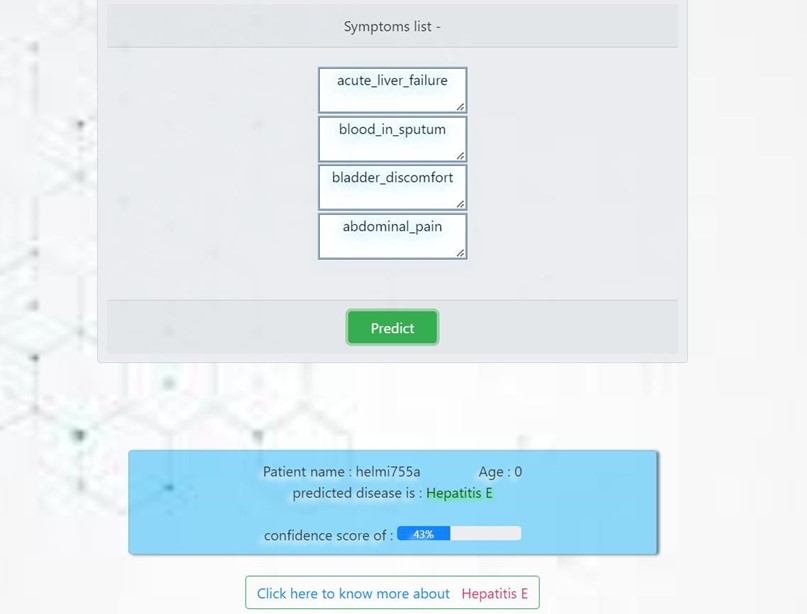 Symptoms list -
acute_liver_failure
blood_in_sputum
bladder_discomfort
abdominal_pain
Predict
Patient name : helmi755a Age : 0
predicted disease is : Hepatitis E
confidence score of : 43%
Click here to know more about Hepatitis E